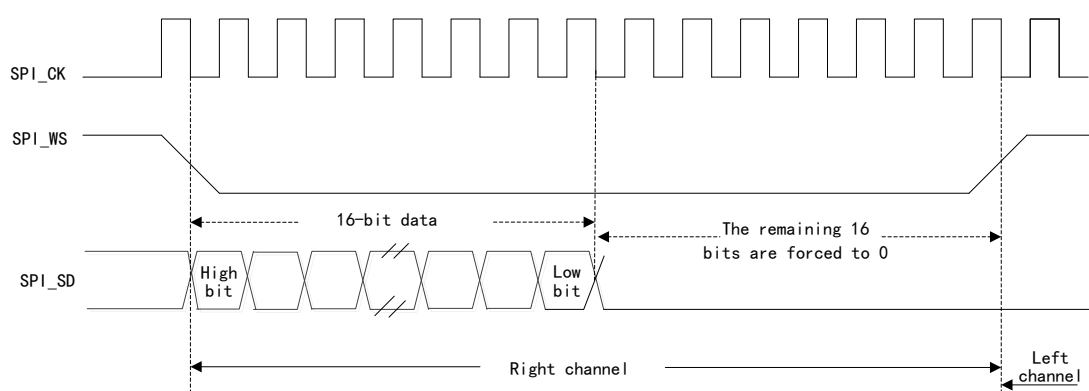 SPI_CK
SPI_WS
16-bit data
The remaining 16
bits are forced to 0
SPI_SD
High
bit
Low
bit
Right channel
Left
channel